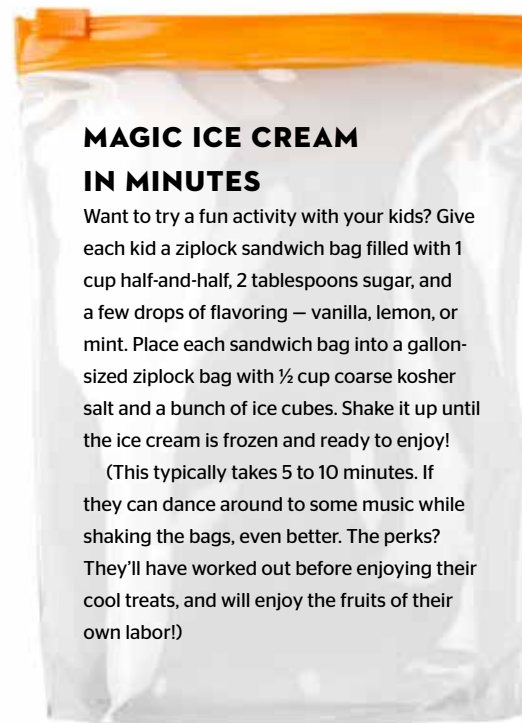 MAGIC ICE CREAM
IN MINUTES
Want to try a fun activity with your kids? Give
each kid a ziplock sandwich bag filled with 1
cup half-and-half, 2 tablespoons sugar, and
a few drops of flavoring — vanilla, lemon, or
mint. Place each sandwich bag into a gallon-
sized ziplock bag with ½ cup coarse kosher
salt and a bunch of ice cubes. Shake it up until
the ice cream is frozen and ready to enjoy!
(This typically takes 5 to 10 minutes. If
they can dance around to some music while
shaking the bags, even better. The perks?
They’ll have worked out before enjoying their
cool treats, and will enjoy the fruits of their
own labor!)